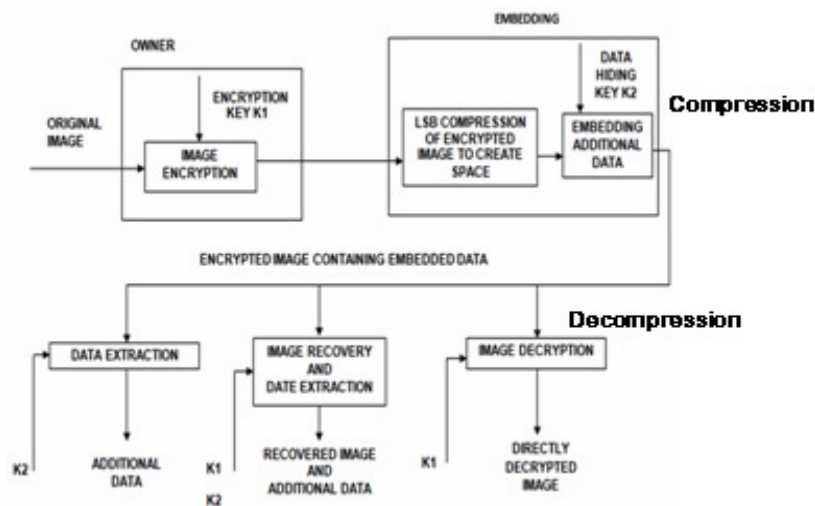 EMBEDDING
OWNER
DATA
HIDING
KEY K2
Compression
ENCRYPTION
KEY K1
ORIGINAL
IMAGE
IMAGE
ENCRYPTION
LSB COMPRESSION
OF ENCRYPTED
IMAGE TO CREATE
SPACE
EMBEDDING
ADDITIONAL
DATA
ENCRYPTED IMAGE CONTAINING EMBEDDED DATA
Decompression
DATA EXTRACTION
IMAGE RECOVERY
AND
DATE EXTRACTION
IMAGE DECRYPTION
K2
ADDITIONAL
DATA
K1
K2
RECOVERED IMAGE
AND
ADDITIONAL DATA
K1
DIRECTLY
DECRYPTED
IMAGE